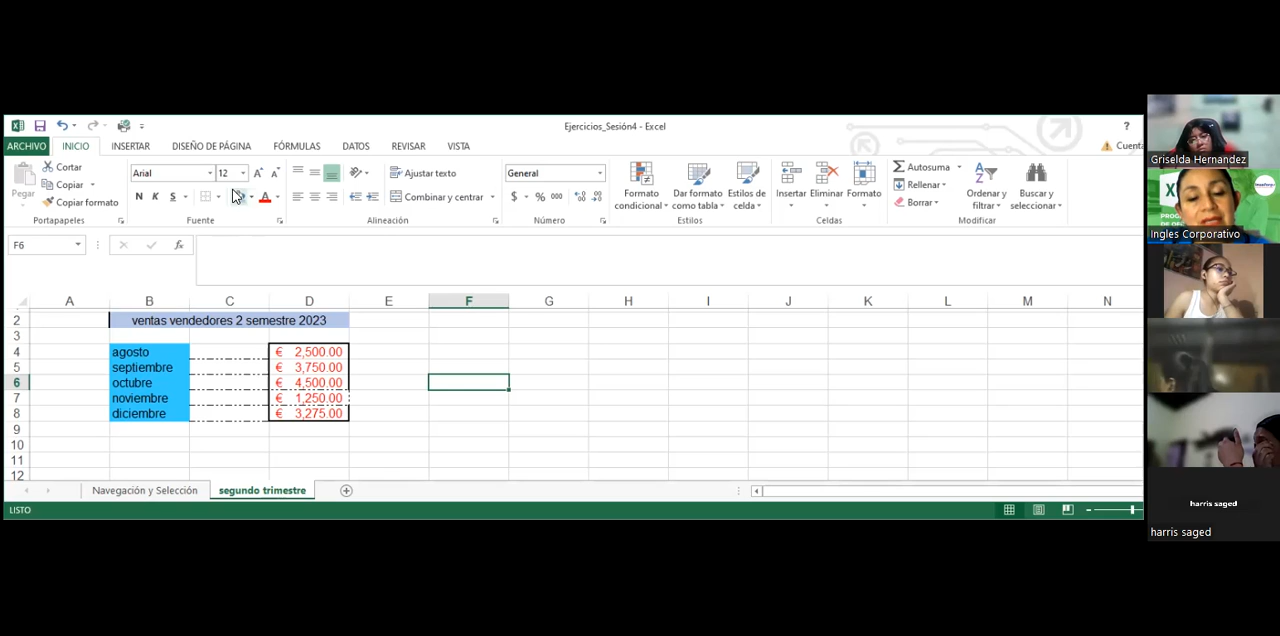 Ejercicios_Sesión4 - Excel
?
ARCHIVO INICIO INSERTAR DISEÑO DE PÁGINA FÓRMULAS DATOS REVISAR VISTA
Cuenta
Pegar
Cortar
Copiar
Copiar formato
Portapapeles
Arial 12
N K S
Fuente
Ajustar texto
Combinar y centrar
Alineación
General
$ % 000
Número
Formato condicional
Dar formato como tabla
Estilos de celda
Estilos
Insertar Eliminar Formato
Celdas
Autosuma
Rellenar
Borrar
Ordenar y filtrar
Buscar y seleccionar
Modificar
F6
fx
A B C D E F G H I J K L M N
2 ventas vendedores 2 semestre 2023
3
4 agosto € 2,500.00
5 septiembre € 3,750.00
6 octubre € 4,500.00
7 noviembre € 1,250.00
8 diciembre € 3,275.00
9
10
11
12
Navegación y Selección segundo trimestre
LISTO
Griselda Hernandez
Ingles Corporativo
harris saged
harris saged